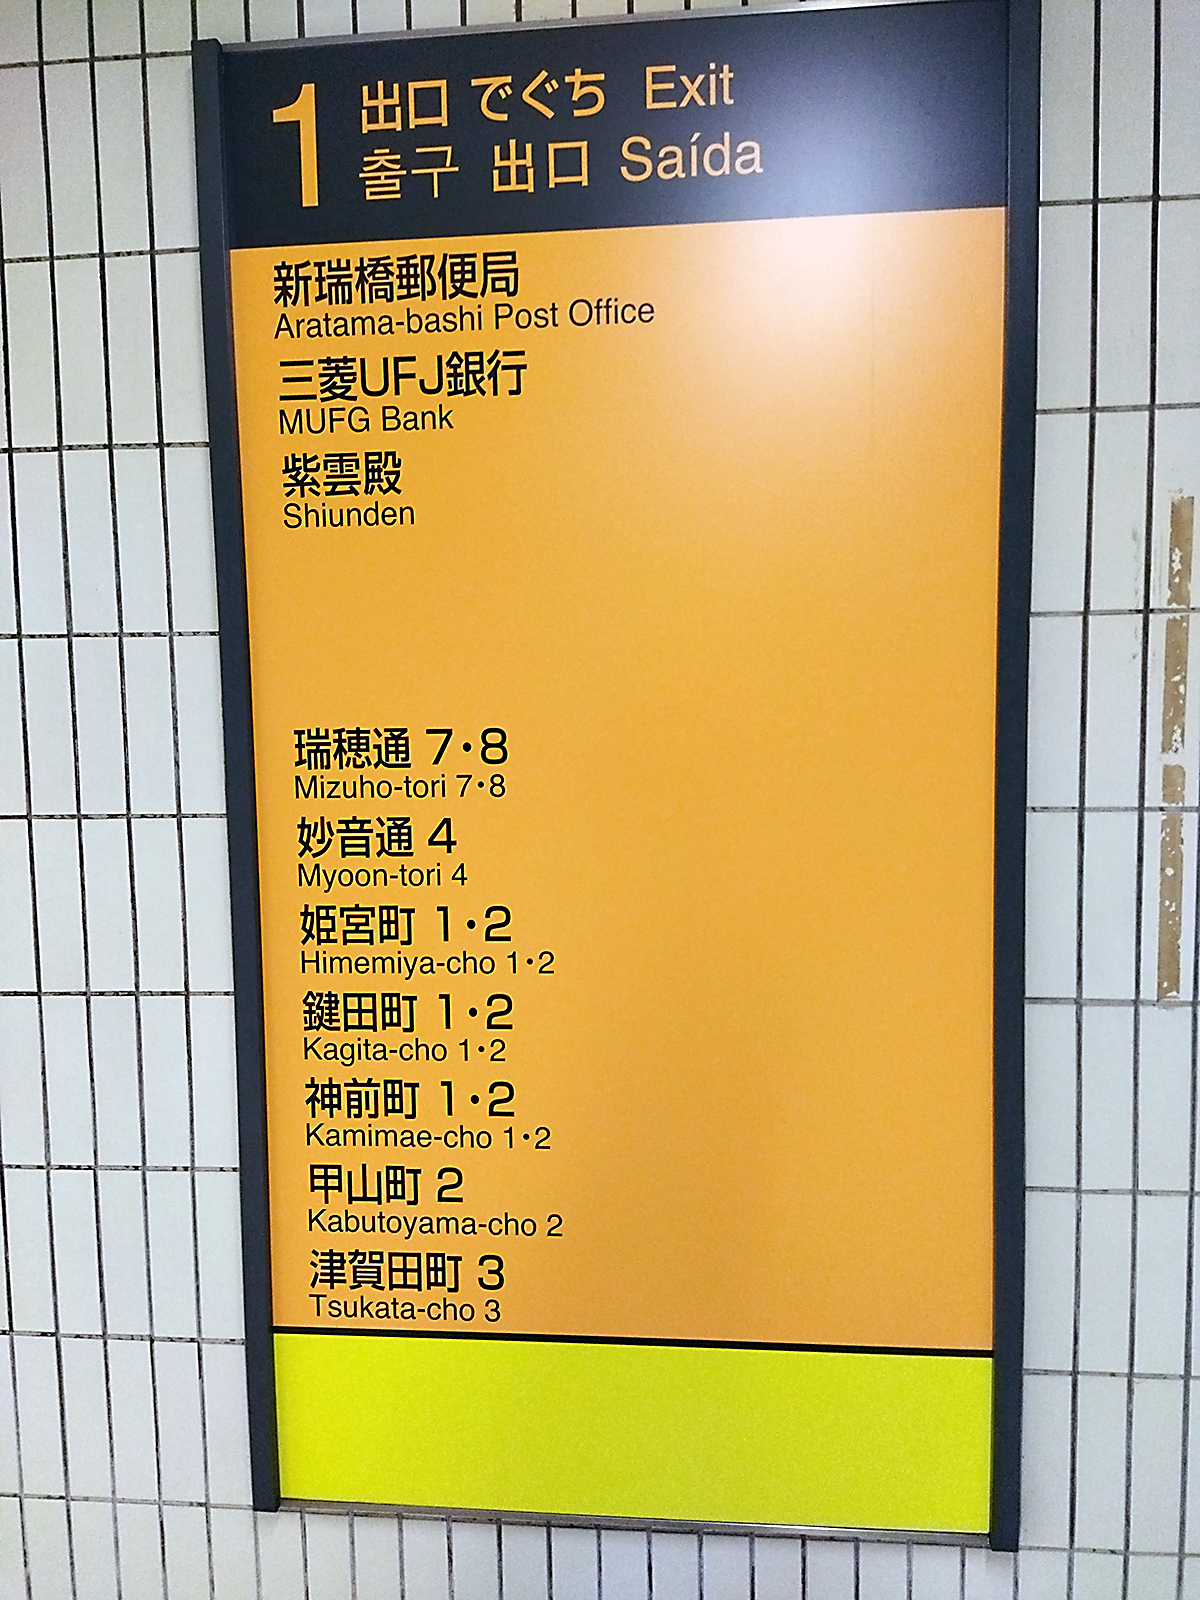 1 出口 でぐち Exit
출구 出口 Saída
新瑞橋郵便局
Aratama-bashi Post Office
三菱UFJ銀行
MUFG Bank
紫雲殿
Shiunden
瑞穂通 7・8
Mizuho-tori 7・8
妙音通 4
Myoon-tori 4
姫宮町 1・2
Himemiya-cho 1・2
鍵田町 1・2
Kagita-cho 1・2
神前町 1・2
Kamimae-cho 1・2
甲山町 2
Kabutoyama-cho 2
津賀田町 3
Tsukata-cho 3